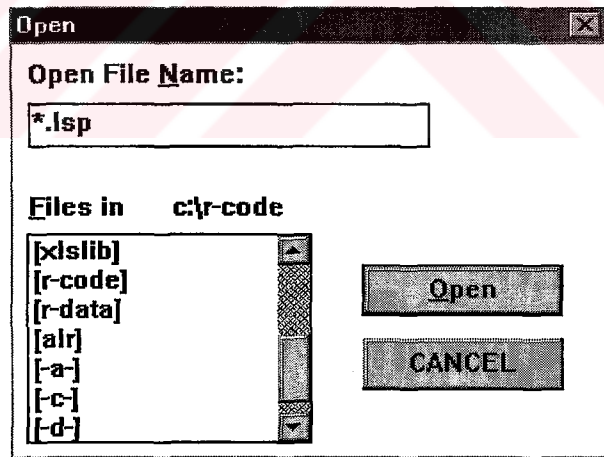 Open
Open File Name:
*.lsp
Files in c:\r-code
[xlslib]
[r-code]
[r-data]
[alr]
[-a-]
[-c-]
[-d-]
Open
CANCEL